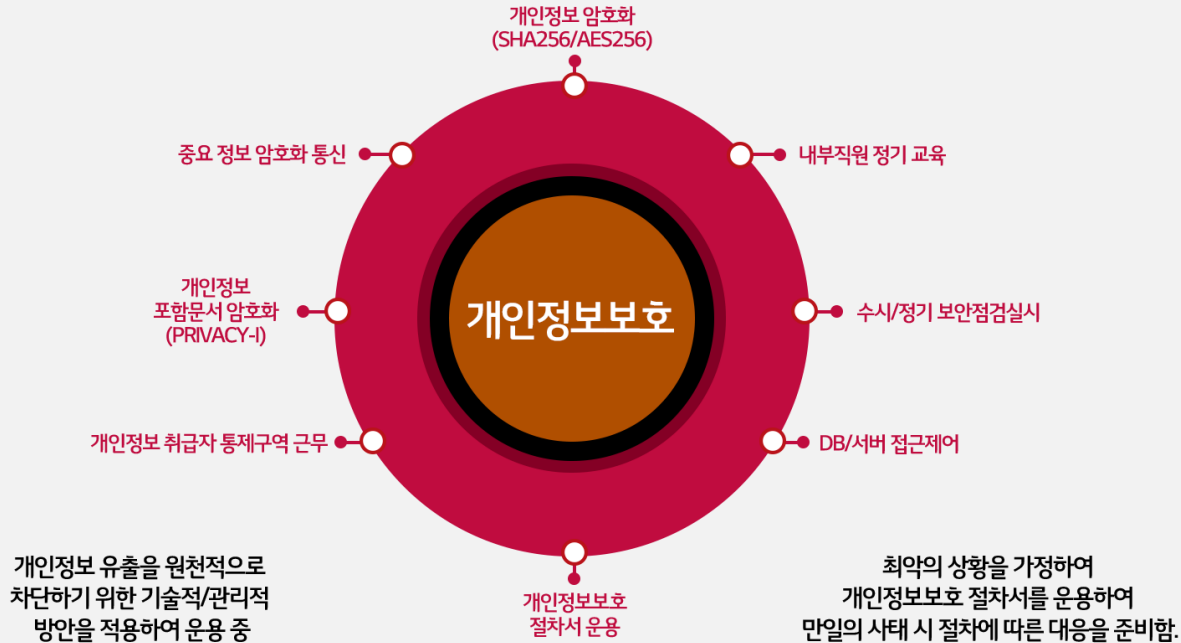 개인정보 암호화
(SHA256/AES256)
중요 정보 암호화 통신
내부직원 정기 교육
개인정보
포함문서 암호화
(PRIVACY-I)
개인정보보호
수시/정기 보안점검실시
개인정보 취급자 통제구역 근무
DB/서버 접근제어
개인정보보호
절차서 운용
개인정보 유출을 원천적으로
차단하기 위한 기술적/관리적
방안을 적용하여 운용 중
최악의 상황을 가정하여
개인정보보호 절차서를 운용하여
만일의 사태 시 절차에 따른 대응을 준비함.